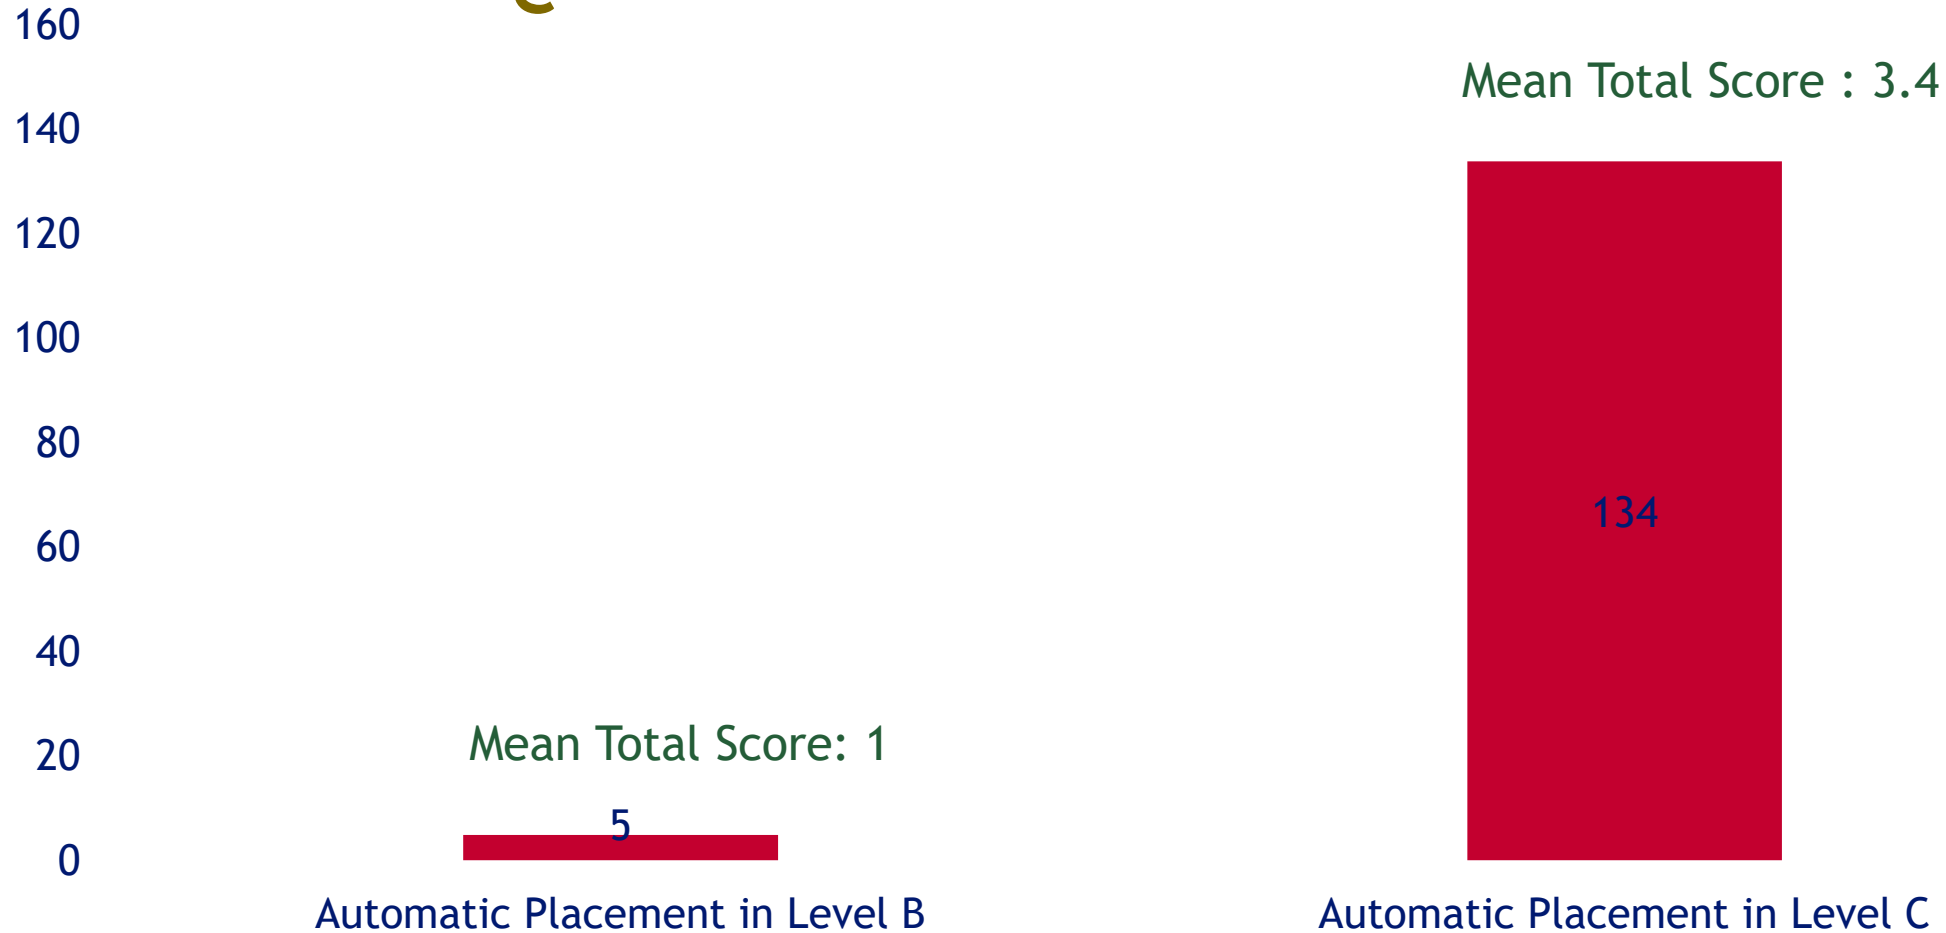 160
Mean Total Score : 3.4
140
120
100
80
134
60
40
Mean Total Score: 1
20
5
0
Automatic Placement in Level B
Automatic Placement in Level C